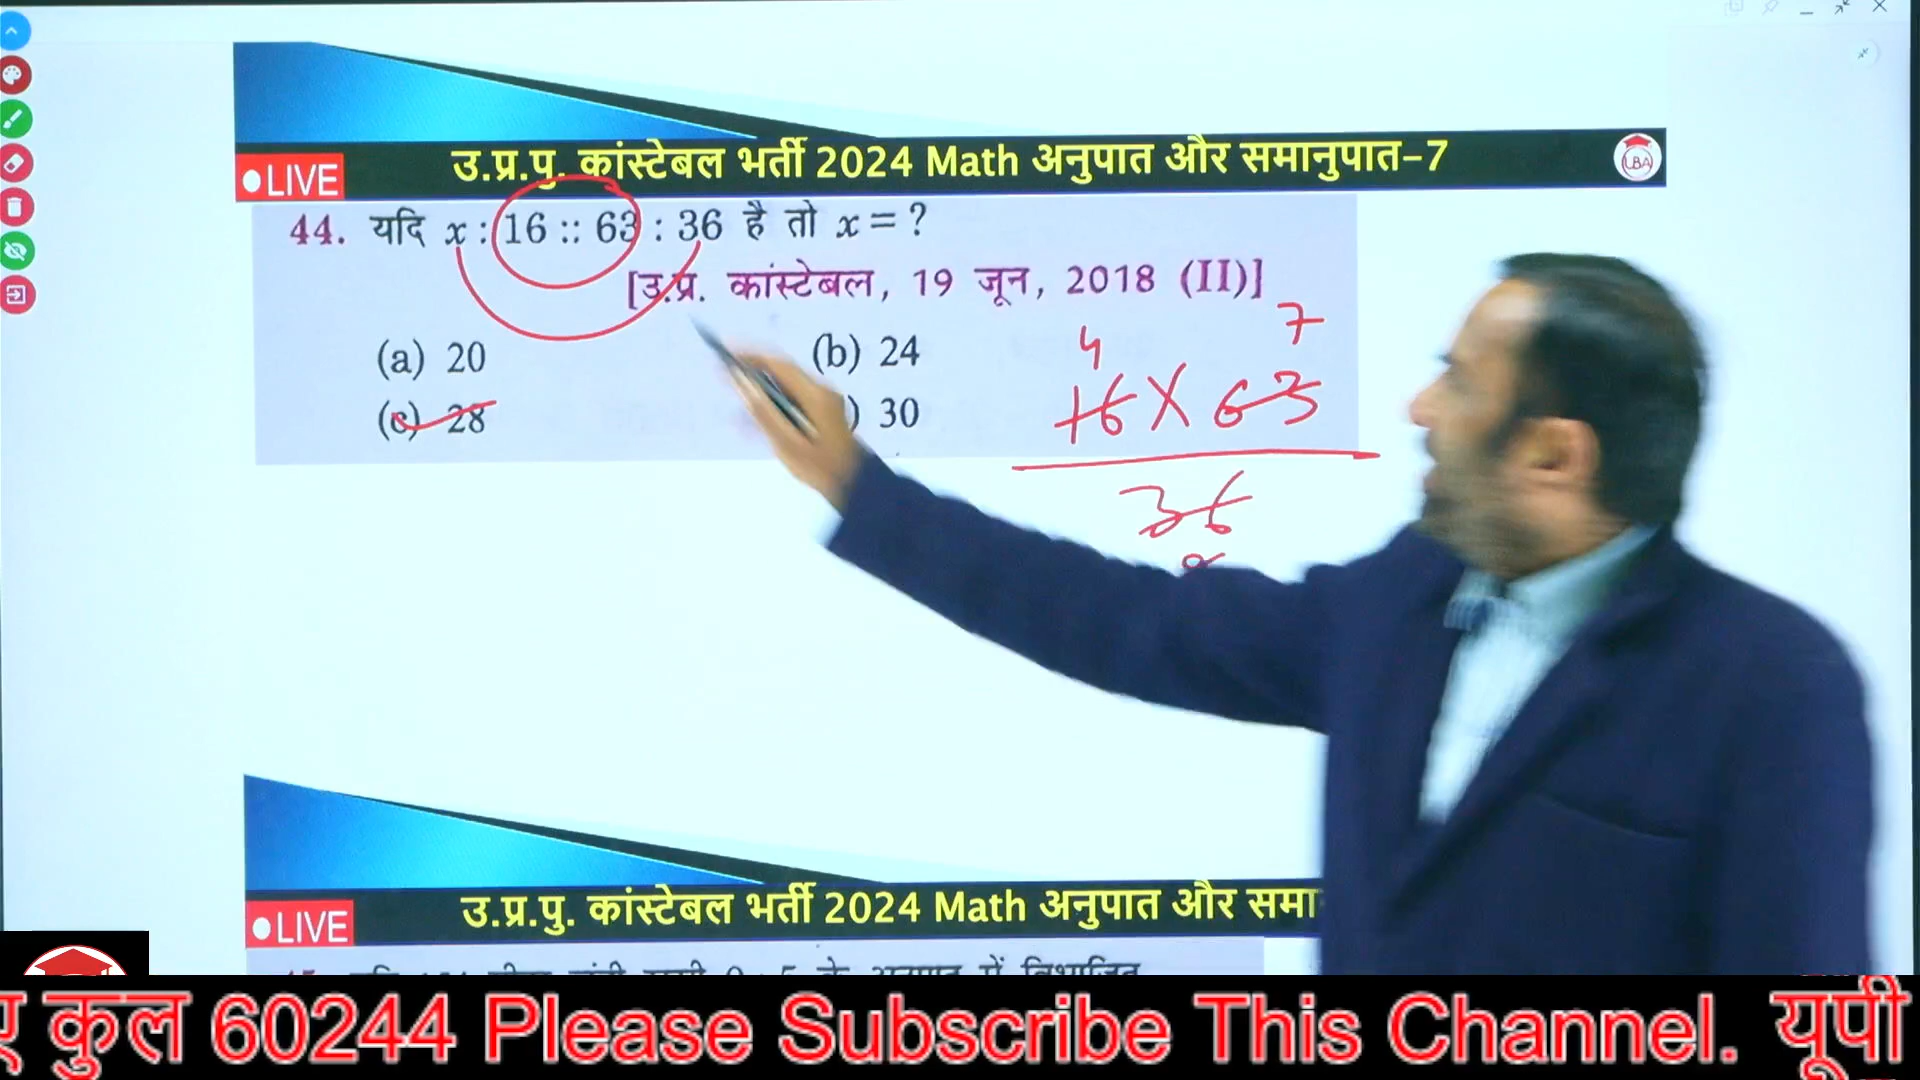 उ.प्र.पु. कांस्टेबल भर्ती 2024 Math अनुपात और समानुपात–7
LIVE
LBA
44. यदि x : 16 :: 63 : 36 है तो x = ?
[उ.प्र. कांस्टेबल, 19 जून, 2018 (II)]
(a) 20 (b) 24
(c) 28 ) 30
4 7
16 X 63
36
उ.प्र.पु. कांस्टेबल भर्ती 2024 Math अनुपात और समा
LIVE
ए कुल 60244 Please Subscribe This Channel. यूपी